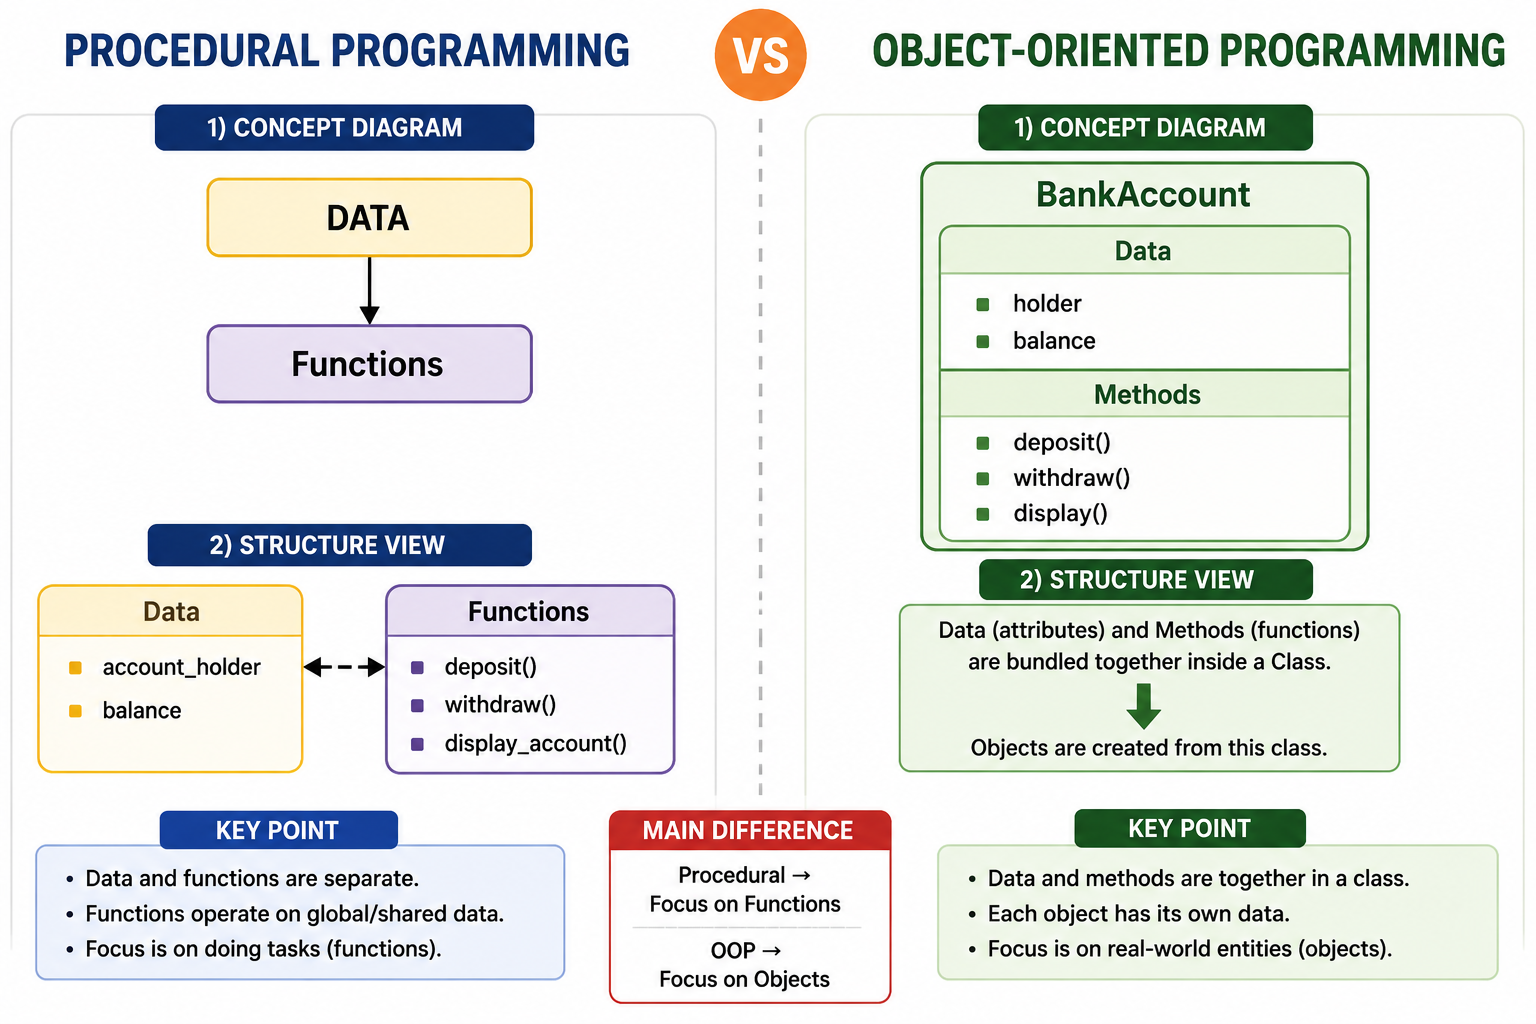 PROCEDURAL PROGRAMMING
VS
OBJECT-ORIENTED PROGRAMMING
1) CONCEPT DIAGRAM
DATA
Functions
2) STRUCTURE VIEW
Data
account_holder
balance
Functions
deposit()
withdraw()
display_account()
KEY POINT
• Data and functions are separate.
• Functions operate on global/shared data.
• Focus is on doing tasks (functions).
1) CONCEPT DIAGRAM
BankAccount
Data
holder
balance
Methods
deposit()
withdraw()
display()
2) STRUCTURE VIEW
Data (attributes) and Methods (functions)
are bundled together inside a Class.
Objects are created from this class.
KEY POINT
• Data and methods are together in a class.
• Each object has its own data.
• Focus is on real-world entities (objects).
MAIN DIFFERENCE
Procedural →
Focus on Functions
OOP →
Focus on Objects